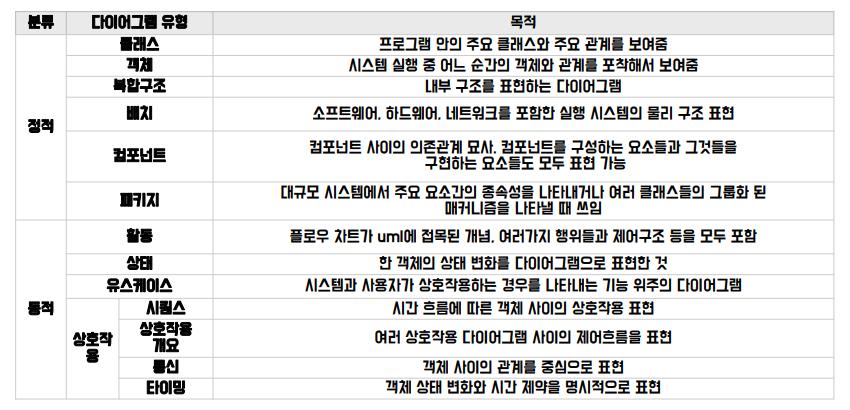 분류 다이어그램 유형 목적
클래스 프로그램 안의 주요 클래스와 주요 관계를 보여줌
객체 시스템 실행 중 어느 순간의 객체와 관계를 포착해서 보여줌
복합구조 내부 구조를 표현하는 다이어그램
정적
배치 소프트웨어, 하드웨어, 네트워크를 포함한 실행 시스템의 물리 구조 표현
컴포넌트 컴포넌트 사이의 의존관계 묘사. 컴포넌트를 구성하는 요소들과 그것들을
구현하는 요소들도 모두 표현 가능
패키지 대규모 시스템에서 주요 요소간의 종속성을 나타내거나 여러 클래스들의 그룹화 된
매커니즘을 나타낼 때 쓰임
활동 플로우 차트가 uml에 접목된 개념, 여러가지 행위들과 제어구조 등을 모두 포함
상태 한 객체의 상태 변화를 다이어그램으로 표현한 것
유스케이스 시스템과 사용자가 상호작용하는 경우를 나타내는 기능 위주의 다이어그램
동적
상호작
용
시퀀스 시간 흐름에 따른 객체 사이의 상호작용 표현
상호작용
개요
여러 상호작용 다이어그램 사이의 제어흐름을 표현
통신 객체 사이의 관계를 중심으로 표현
타이밍 객체 상태 변화와 시간 제약을 명시적으로 표현